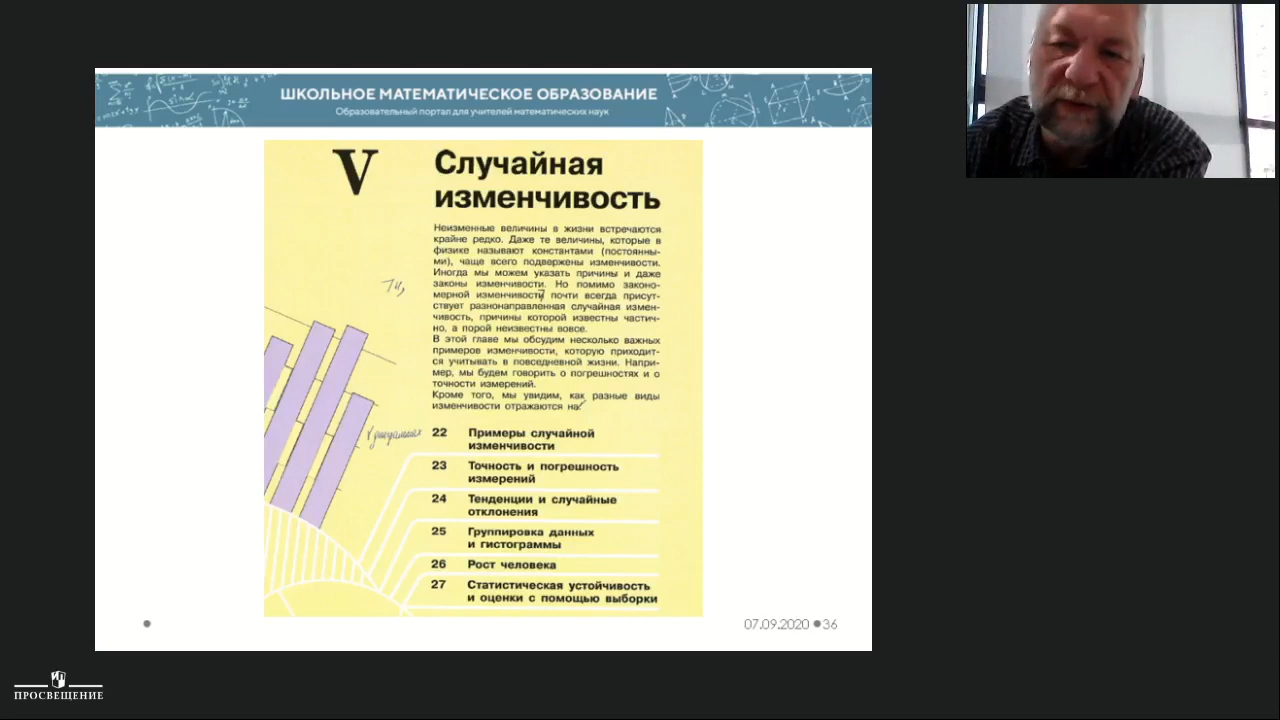 ШКОЛЬНОЕ МАТЕМАТИЧЕСКОЕ ОБРАЗОВАНИЕ
Образовательный портал для учителей математических наук
V
Случайная
изменчивость
Неизменные величины в жизни встречаются
крайне редко. Даже те величины, которые в
физике называют константами (постоянны-
ми), чаще всего подвержены изменчивости.
Иногда мы можем указать причины и даже
законы изменчивости. Но помимо законо-
мерной изменчивости почти всегда присут-
ствует разнонаправленная случайная измен-
чивость, причины которой известны частич-
но, а порой неизвестны вовсе.
В этой главе мы обсудим несколько важных
примеров изменчивости, которую приходит-
ся учитывать в повседневной жизни. Напри-
мер, мы будем говорить о погрешностях и о
точности измерений.
Кроме того, мы увидим, как разные виды
изменчивости отражаются на
22 Примеры случайной
изменчивости
23 Точность и погрешность
измерений
24 Тенденции и случайные
отклонения
25 Группировка данных
и гистограммы
26 Рост человека
27 Статистическая устойчивость
и оценки с помощью выборки
07.09.2020 36
ПРОСВЕЩЕНИЕ